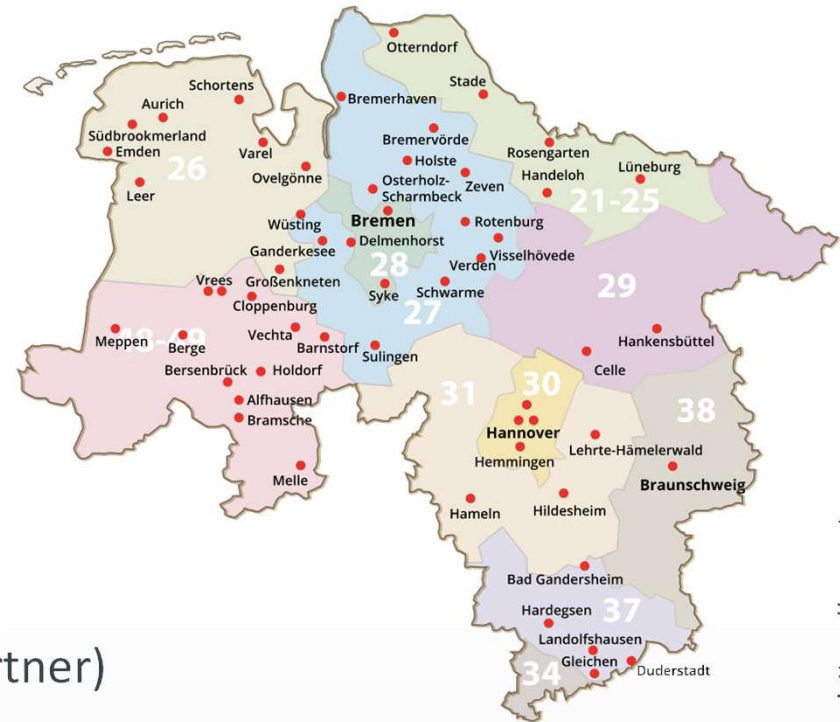 Otterndorf
Schortens
Stade
Bremerhaven
Aurich
Südbrookmerland
Bremervörde
Emden
Varel
Holste
Rosengarten
26
Ovelgönne
Osterholz-
Scharmbeck
Zeven
Handeloh
Lüneburg
Leer
21-25
Wüsting
Bremen
Rotenburg
Ganderkesee
Delmenhorst
Visselhövede
28
Verden
Vrees
Großenkneten
Syke
Schwarme
29
Cloppenburg
27
Meppen
48-49
Berge
Vechta
Barnstorf
Sulingen
Hankensbüttel
Bersenbrück
Holdorf
Celle
31
30
38
Alfhausen
Bramsche
Hannover
Lehrte-Hämelerwald
Hemmingen
Melle
Braunschweig
Hameln
Hildesheim
Bad Gandersheim
Hardegsen
37
Landolfshausen
rtner)
Gleichen
34
Duderstadt